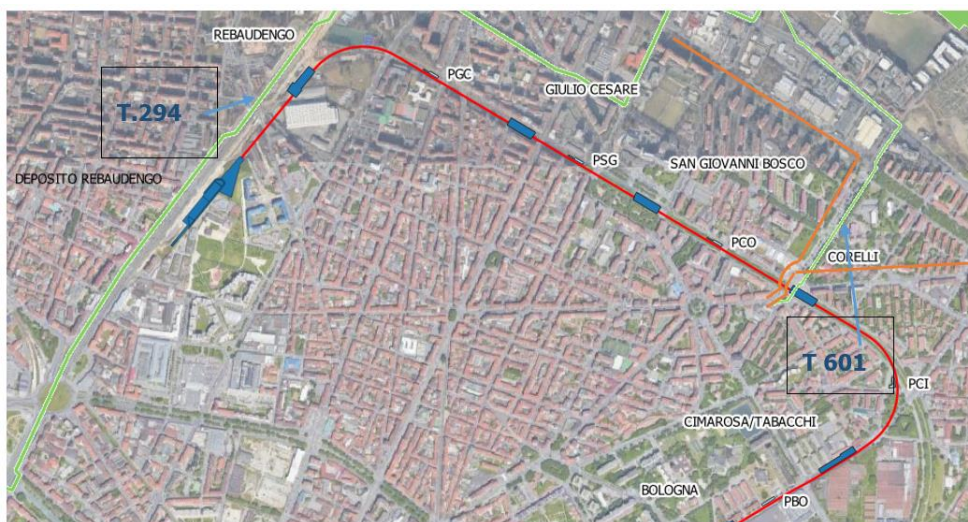 REBAUDENGO
PGC
GIULIO CESARE
T.294
PSG
SAN GIOVANNI BOSCO
DEPOSITO REBAUDENGO
PCO
CORELLI
T 601
PCI
CIMAROSA/TABACCHI
BOLOGNA
PBO